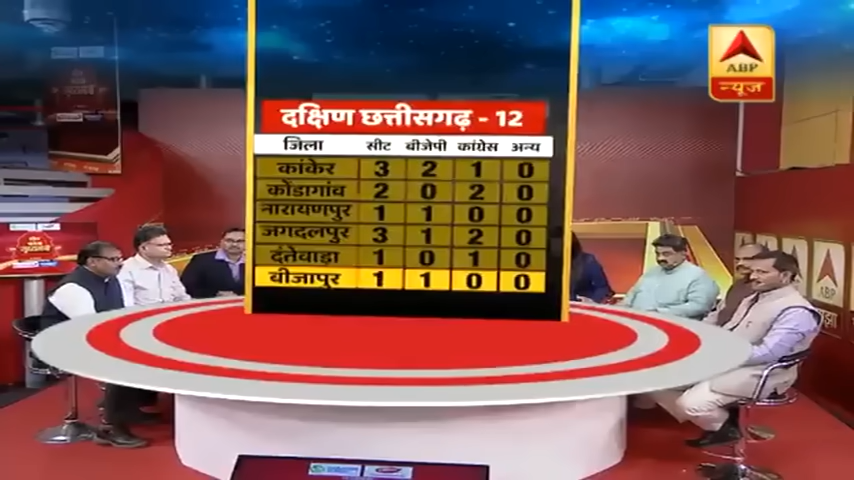 ABP
न्यूज़
दक्षिण छत्तीसगढ़ - 12
जिला सीट बीजेपी कांग्रेस अन्य
कांकेर 3 2 1 0
कोंडागांव 2 0 2 0
नारायणपुर 1 1 0 0
जगदलपुर 3 1 2 0
दंतेवाड़ा 1 0 1 0
बीजापुर 1 1 0 0